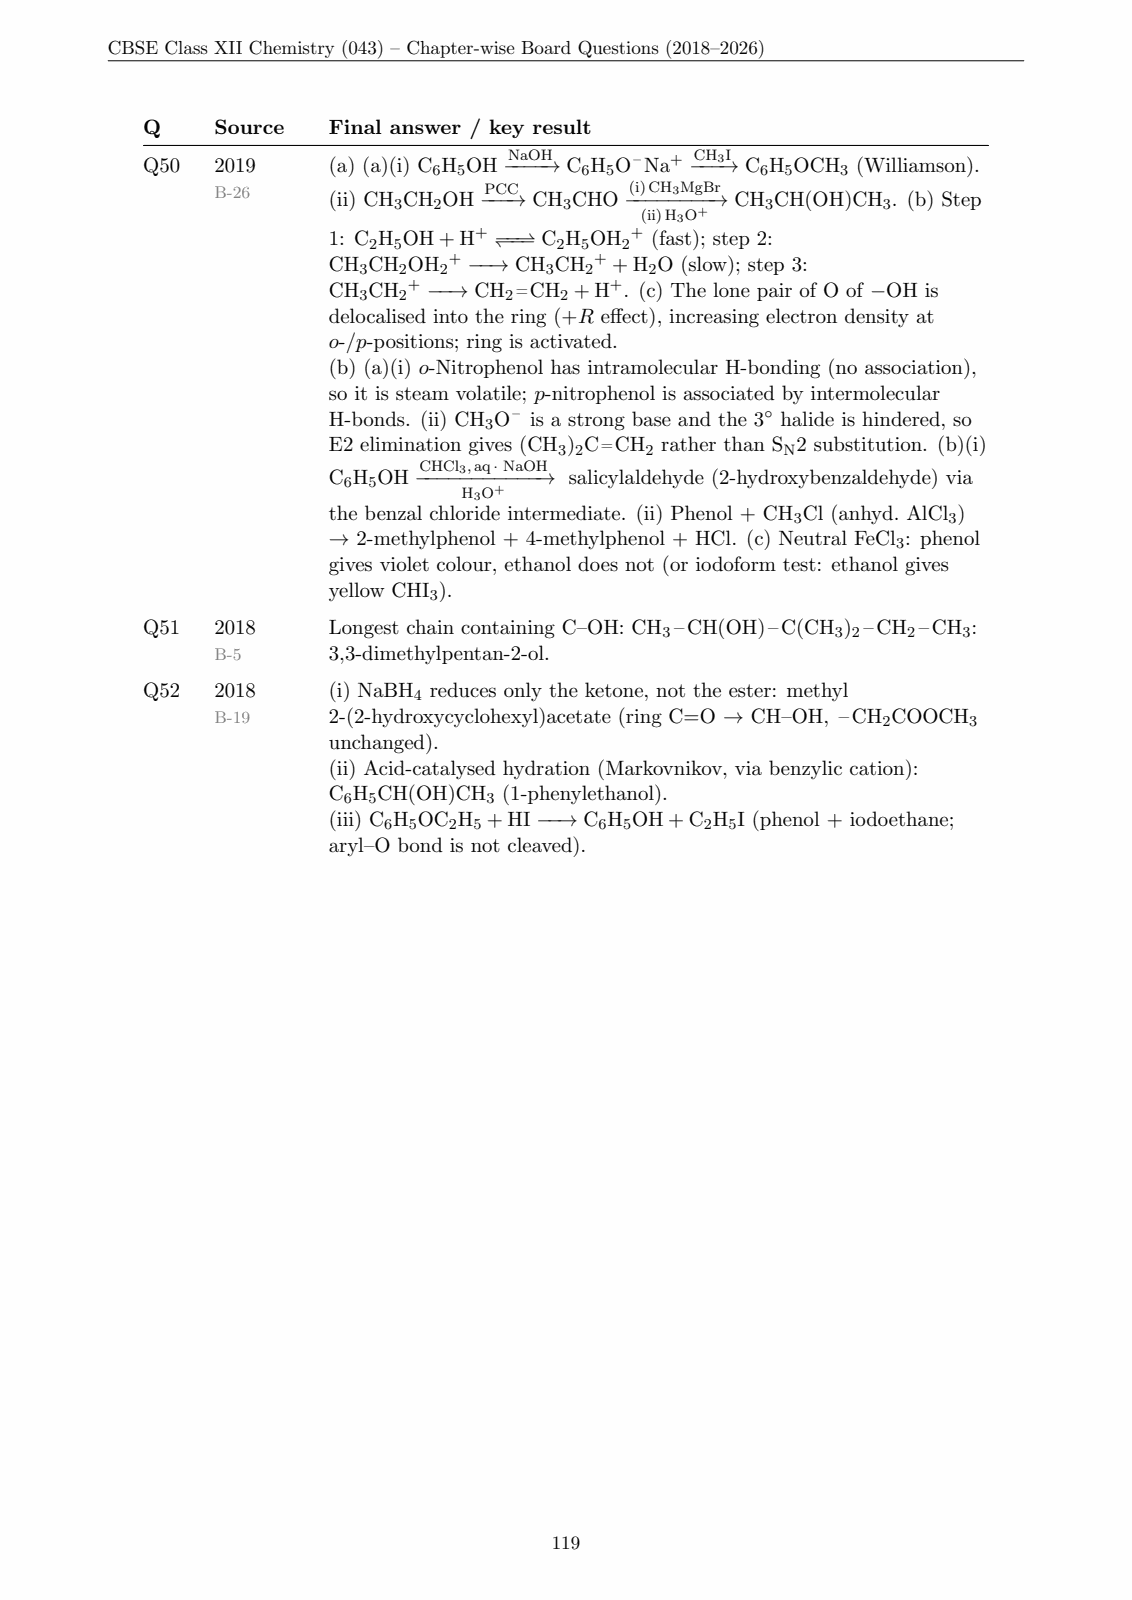 CBSE Class XII Chemistry (043) – Chapter-wise Board Questions (2018–2026)
Q Source Final answer / key result
Q50 2019 (a) (a)(i) C₆H₅OH —NaOH→ C₆H₅O⁻Na⁺ —CH₃I→ C₆H₅OCH₃ (Williamson).
B-26 (ii) CH₃CH₂OH —PCC→ CH₃CHO —(i) CH₃MgBr / (ii) H₃O⁺→ CH₃CH(OH)CH₃. (b) Step
1: C₂H₅OH + H⁺ ⇌ C₂H₅OH₂⁺ (fast); step 2:
CH₃CH₂OH₂⁺ ⟶ CH₃CH₂⁺ + H₂O (slow); step 3:
CH₃CH₂⁺ ⟶ CH₂=CH₂ + H⁺. (c) The lone pair of O of −OH is
delocalised into the ring (+R effect), increasing electron density at
o-/p-positions; ring is activated.
(b) (a)(i) o-Nitrophenol has intramolecular H-bonding (no association),
so it is steam volatile; p-nitrophenol is associated by intermolecular
H-bonds. (ii) CH₃O⁻ is a strong base and the 3° halide is hindered, so
E2 elimination gives (CH₃)₂C=CH₂ rather than S_N2 substitution. (b)(i)
C₆H₅OH —CHCl₃, aq · NaOH / H₃O⁺→ salicylaldehyde (2-hydroxybenzaldehyde) via
the benzal chloride intermediate. (ii) Phenol + CH₃Cl (anhyd. AlCl₃)
→ 2-methylphenol + 4-methylphenol + HCl. (c) Neutral FeCl₃: phenol
gives violet colour, ethanol does not (or iodoform test: ethanol gives
yellow CHI₃).
Q51 2018 Longest chain containing C–OH: CH₃–CH(OH)–C(CH₃)₂–CH₂–CH₃:
B-5 3,3-dimethylpentan-2-ol.
Q52 2018 (i) NaBH₄ reduces only the ketone, not the ester: methyl
B-19 2-(2-hydroxycyclohexyl)acetate (ring C=O → CH–OH, –CH₂COOCH₃
unchanged).
(ii) Acid-catalysed hydration (Markovnikov, via benzylic cation):
C₆H₅CH(OH)CH₃ (1-phenylethanol).
(iii) C₆H₅OC₂H₅ + HI ⟶ C₆H₅OH + C₂H₅I (phenol + iodoethane;
aryl–O bond is not cleaved).
119